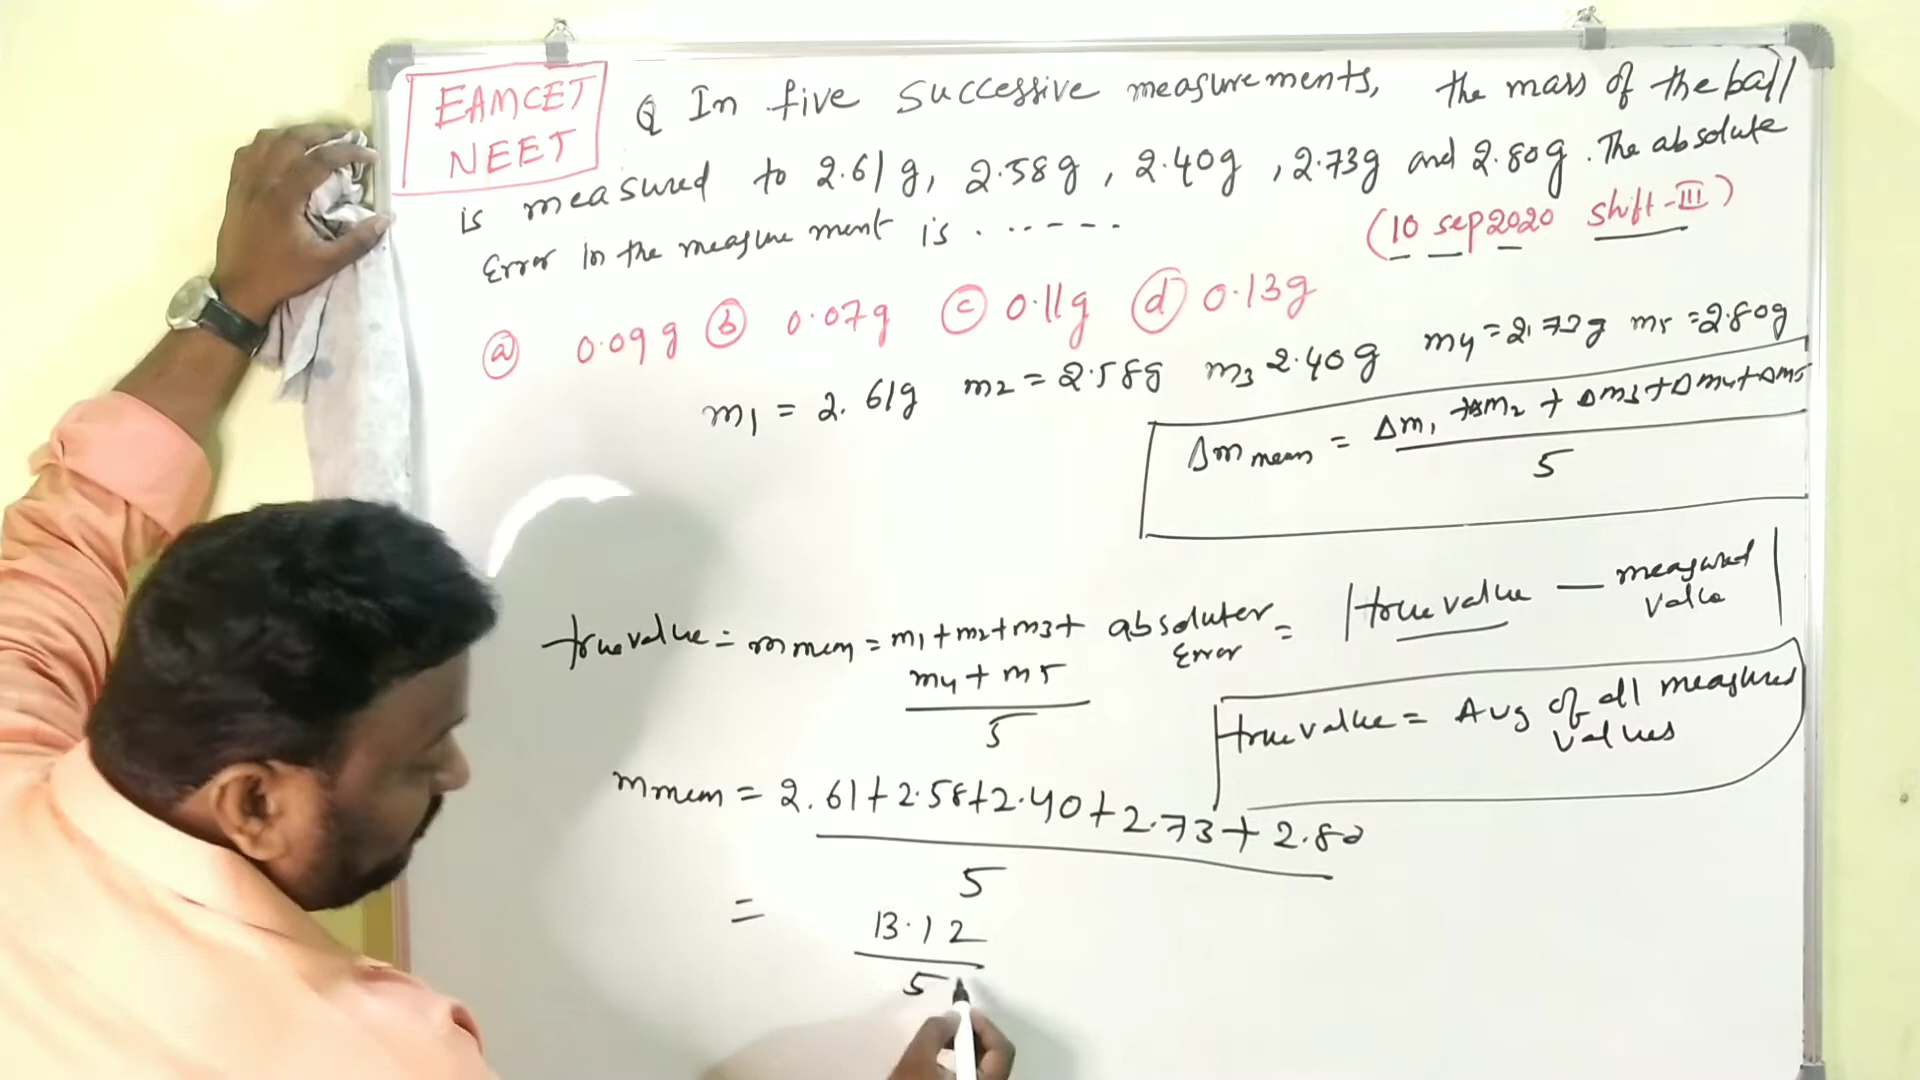 EAMCET
NEET
Q In five successive measurements, the mass of the ball
is measured to 2.61g, 2.58g, 2.40g, 2.73g and 2.80g. The absolute
Error in the measurement is . . . - - -
(10 sep 2020 shift-III)
(a) 0.09g (b) 0.07g (c) 0.11g (d) 0.13g
m1 = 2.61g m2 = 2.58g m3 2.40g m4 = 2.73g m5 = 2.80g
Δm mean = Δm1 + Δm2 + Δm3 + Δm4 + Δm5
5
true value = m mean = m1 + m2 + m3 +
m4 + m5
5
absoluter Error = | true value — measured value |
true value = Avg of all measured
values
m mean = 2.61 + 2.58 + 2.40 + 2.73 + 2.80
5
= 13.12
5